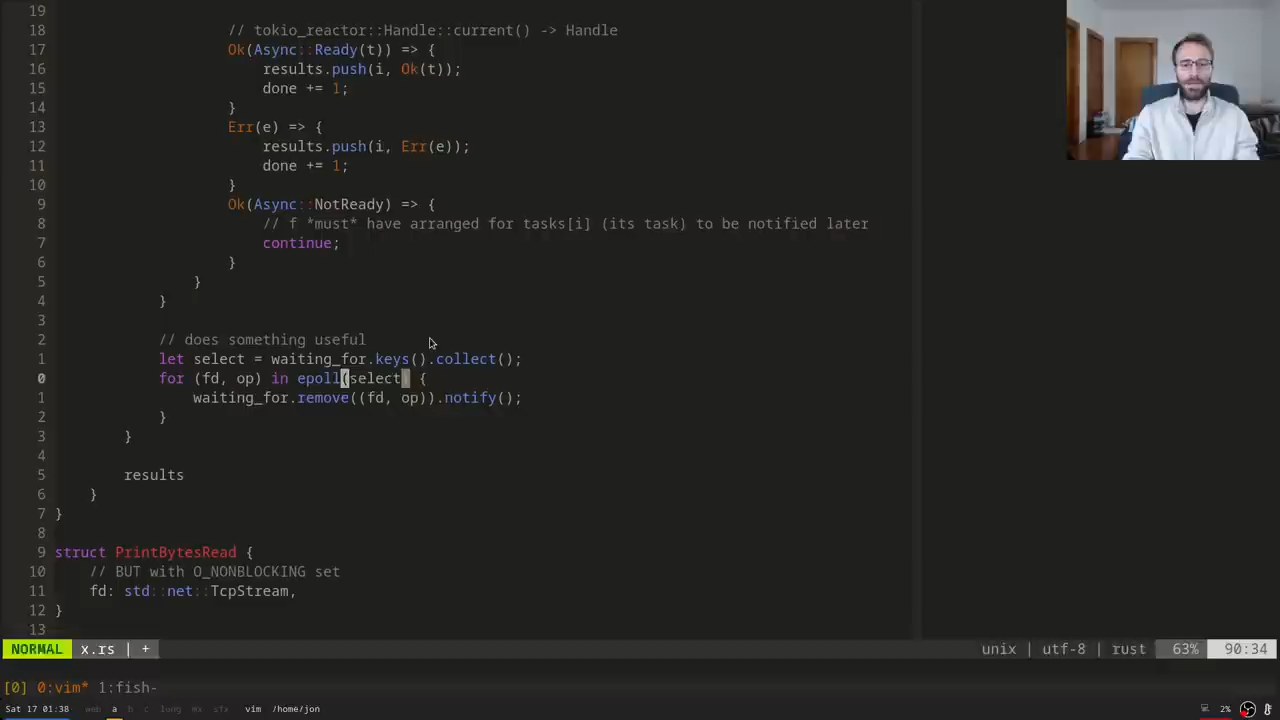 19
18 // tokio_reactor::Handle::current() -> Handle
17 Ok(Async::Ready(t)) => {
16 results.push(i, Ok(t));
15 done += 1;
14 }
13 Err(e) => {
12 results.push(i, Err(e));
11 done += 1;
10 }
9 Ok(Async::NotReady) => {
8 // f *must* have arranged for tasks[i] (its task) to be notified later
7 continue;
6 }
5 }
4 }
3
2 // does something useful
1 let select = waiting_for.keys().collect();
0 for (fd, op) in epoll(select) {
1 waiting_for.remove((fd, op)).notify();
2 }
3 }
4
5 results
6 }
7 }
8
9 struct PrintBytesRead {
10 // BUT with O_NONBLOCKING set
11 fd: std::net::TcpStream,
12 }
13
NORMAL x.rs | + unix | utf-8 | rust 63% 90:34
[0] 0:vim* 1:fish-
Sat 17 01:38 web a h c long ms sfx vim /home/jon 2%